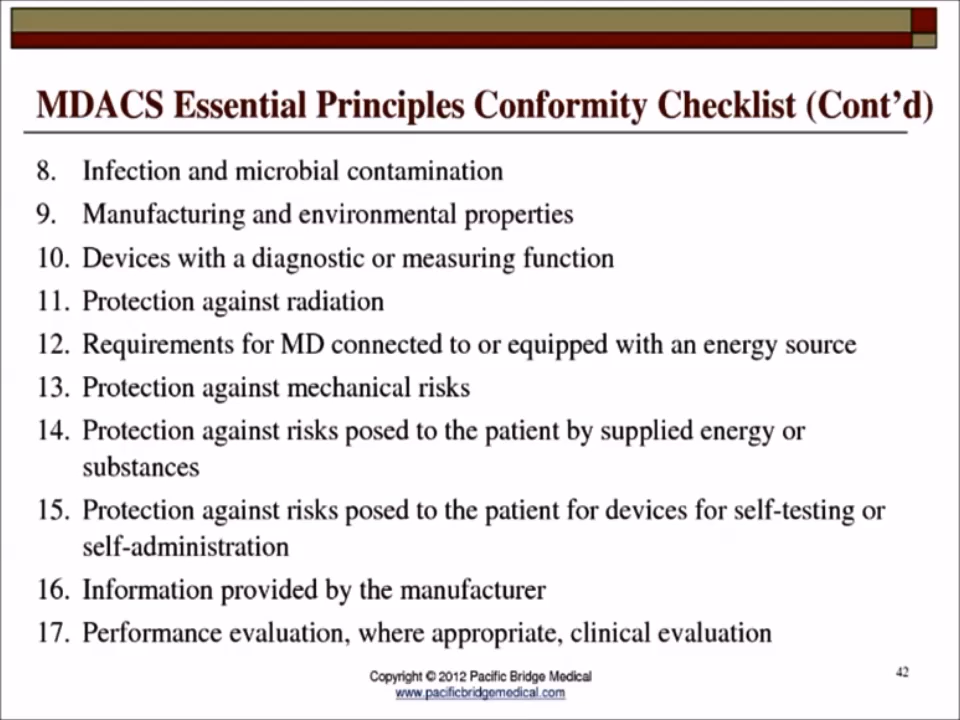 MDACS Essential Principles Conformity Checklist (Cont’d)
8. Infection and microbial contamination
9. Manufacturing and environmental properties
10. Devices with a diagnostic or measuring function
11. Protection against radiation
12. Requirements for MD connected to or equipped with an energy source
13. Protection against mechanical risks
14. Protection against risks posed to the patient by supplied energy or
substances
15. Protection against risks posed to the patient for devices for self-testing or
self-administration
16. Information provided by the manufacturer
17. Performance evaluation, where appropriate, clinical evaluation
Copyright © 2012 Pacific Bridge Medical
www.pacificbridgemedical.com
42